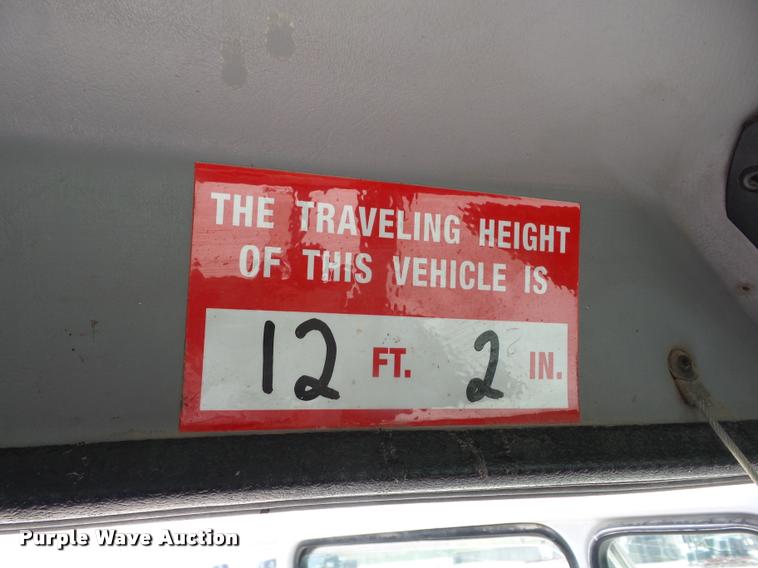 THE TRAVELING HEIGHT
OF THIS VEHICLE IS
12 FT. 2 IN.
Purple Wave Auction